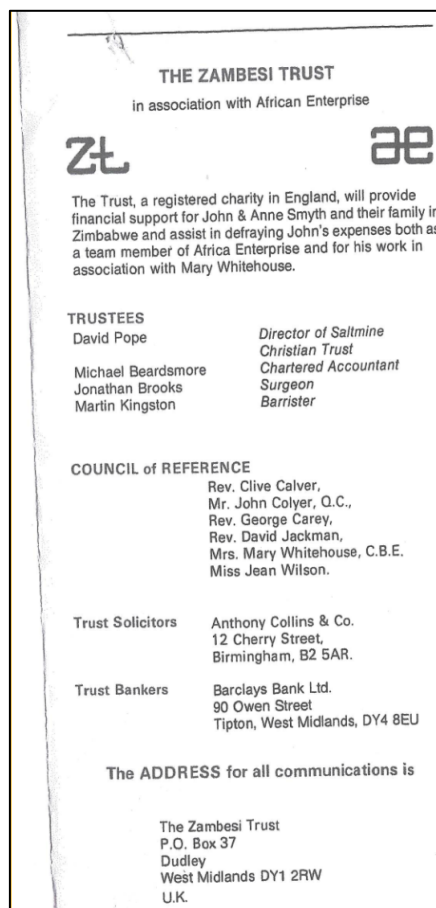 THE ZAMBESI TRUST
in association with African Enterprise
zt ae
The Trust, a registered charity in England, will provide
financial support for John & Anne Smyth and their family in
Zimbabwe and assist in defraying John's expenses both as
a team member of Africa Enterprise and for his work in
association with Mary Whitehouse.
TRUSTEES
David Pope Director of Saltmine
Christian Trust
Michael Beardsmore Chartered Accountant
Jonathan Brooks Surgeon
Martin Kingston Barrister
COUNCIL of REFERENCE
Rev. Clive Calver,
Mr. John Colyer, Q.C.,
Rev. George Carey,
Rev. David Jackman,
Mrs. Mary Whitehouse, C.B.E.
Miss Jean Wilson.
Trust Solicitors Anthony Collins & Co.
12 Cherry Street,
Birmingham, B2 5AR.
Trust Bankers Barclays Bank Ltd.
90 Owen Street
Tipton, West Midlands, DY4 8EU
The ADDRESS for all communications is
The Zambesi Trust
P.O. Box 37
Dudley
West Midlands DY1 2RW
U.K.